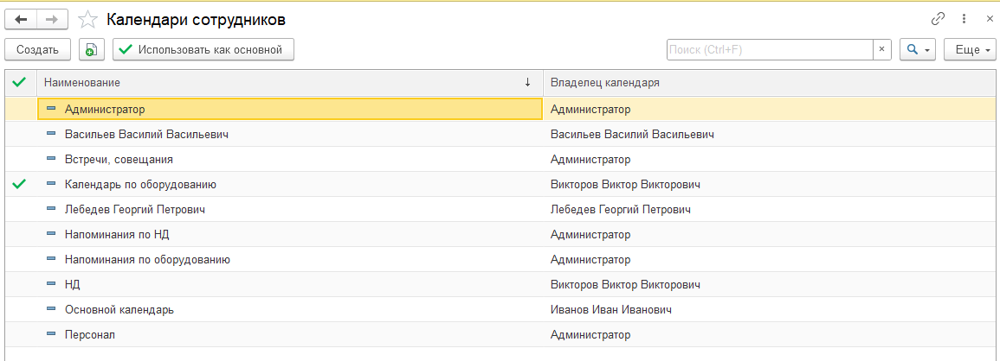 Календари сотрудников
Создать Использовать как основной Поиск (Ctrl+F) Еще
Наименование Владелец календаря
Администратор Администратор
Васильев Василий Васильевич Васильев Василий Васильевич
Встречи, совещания Администратор
Календарь по оборудованию Викторов Виктор Викторович
Лебедев Георгий Петрович Лебедев Георгий Петрович
Напоминания по НД Администратор
Напоминания по оборудованию Администратор
НД Викторов Виктор Викторович
Основной календарь Иванов Иван Иванович
Персонал Администратор